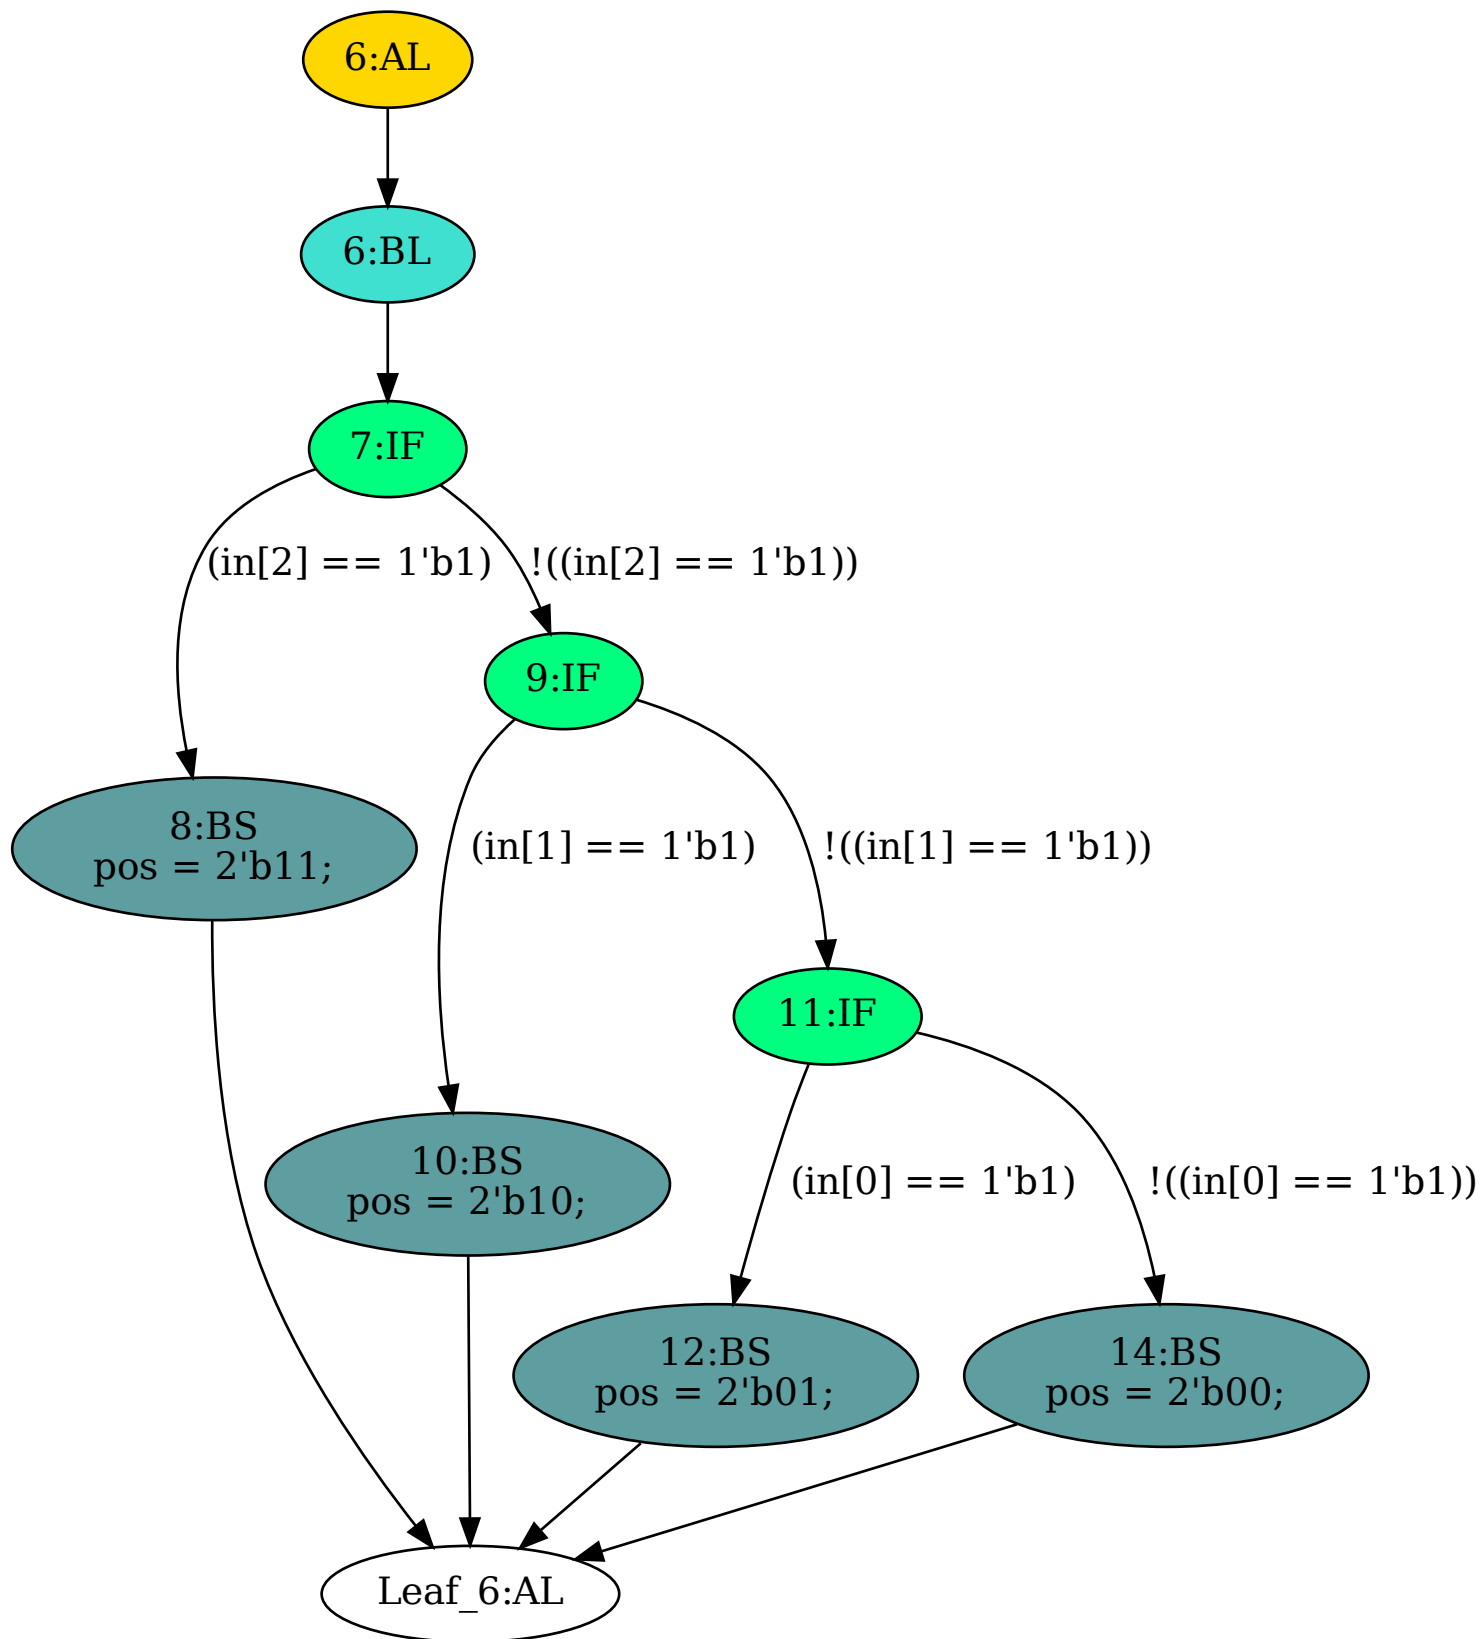 6:AL
6:BL
7:IF
(in[2] == 1'b1)
!((in[2] == 1'b1))
9:IF
8:BS
pos = 2'b11;
(in[1] == 1'b1)
!((in[1] == 1'b1))
11:IF
10:BS
pos = 2'b10;
(in[0] == 1'b1)
!((in[0] == 1'b1))
12:BS
pos = 2'b01;
14:BS
pos = 2'b00;
Leaf_6:AL